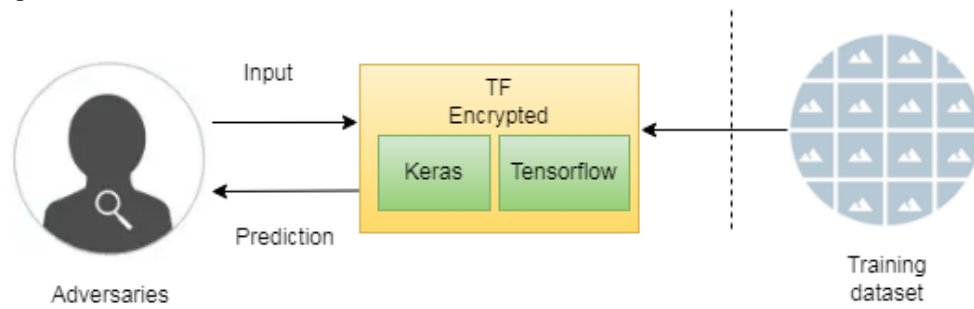 Input
TF
Encrypted
Keras
Tensorflow
Prediction
Adversaries
Training
dataset